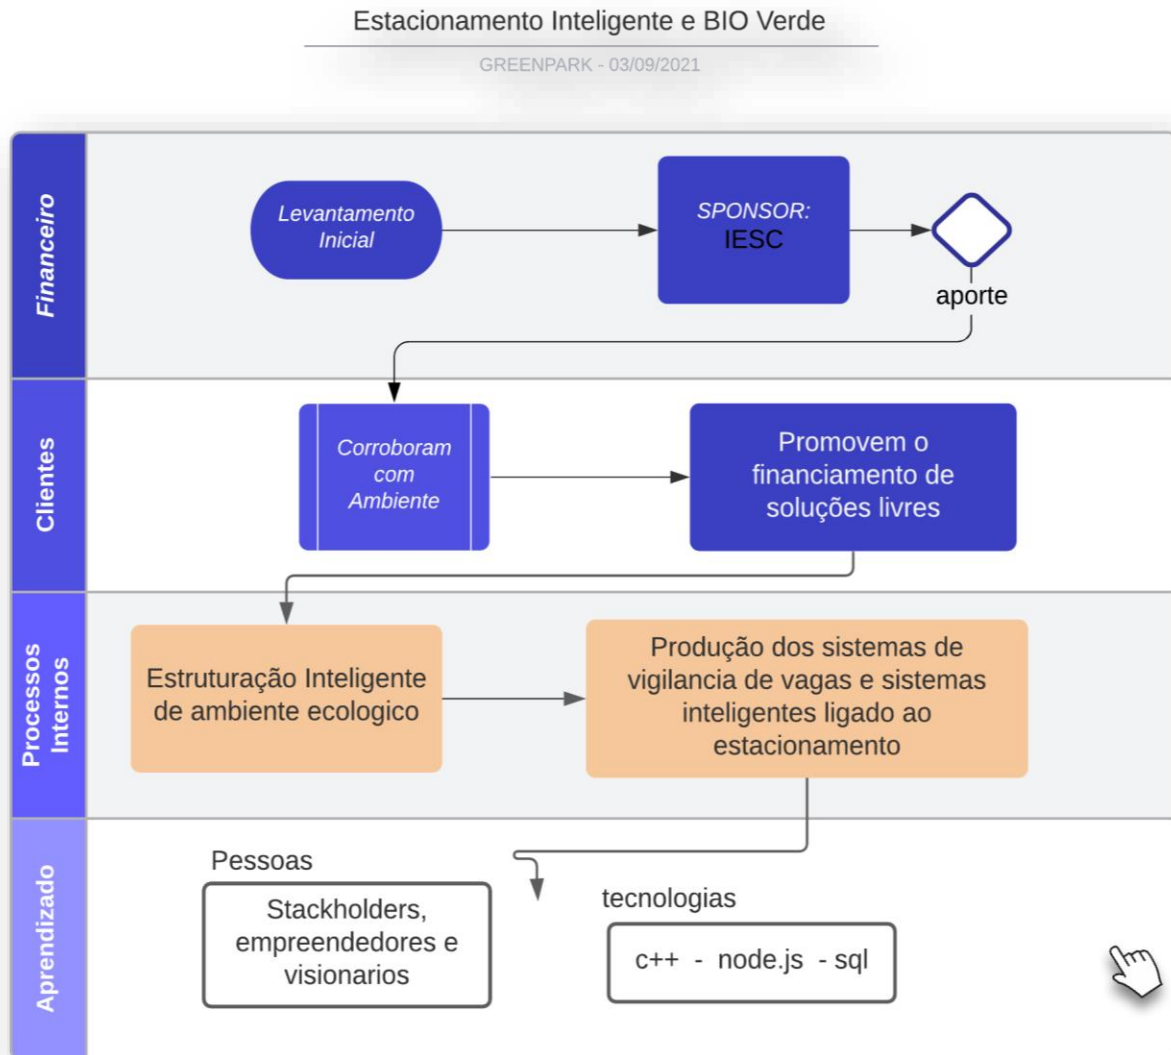 Estacionamento Inteligente e BIO Verde
GREENPARK - 03/09/2021
Financeiro
Levantamento
Inicial
SPONSOR:
IESC
aporte
Clientes
Corroboram
com
Ambiente
Promovem o
financiamento de
soluções livres
Processos
Internos
Estruturação Inteligente
de ambiente ecologico
Produção dos sistemas de
vigilancia de vagas e sistemas
inteligentes ligado ao
estacionamento
Aprendizado
Pessoas
Stackholders,
empreendedores e
visionarios
tecnologias
c++ - node.js - sql